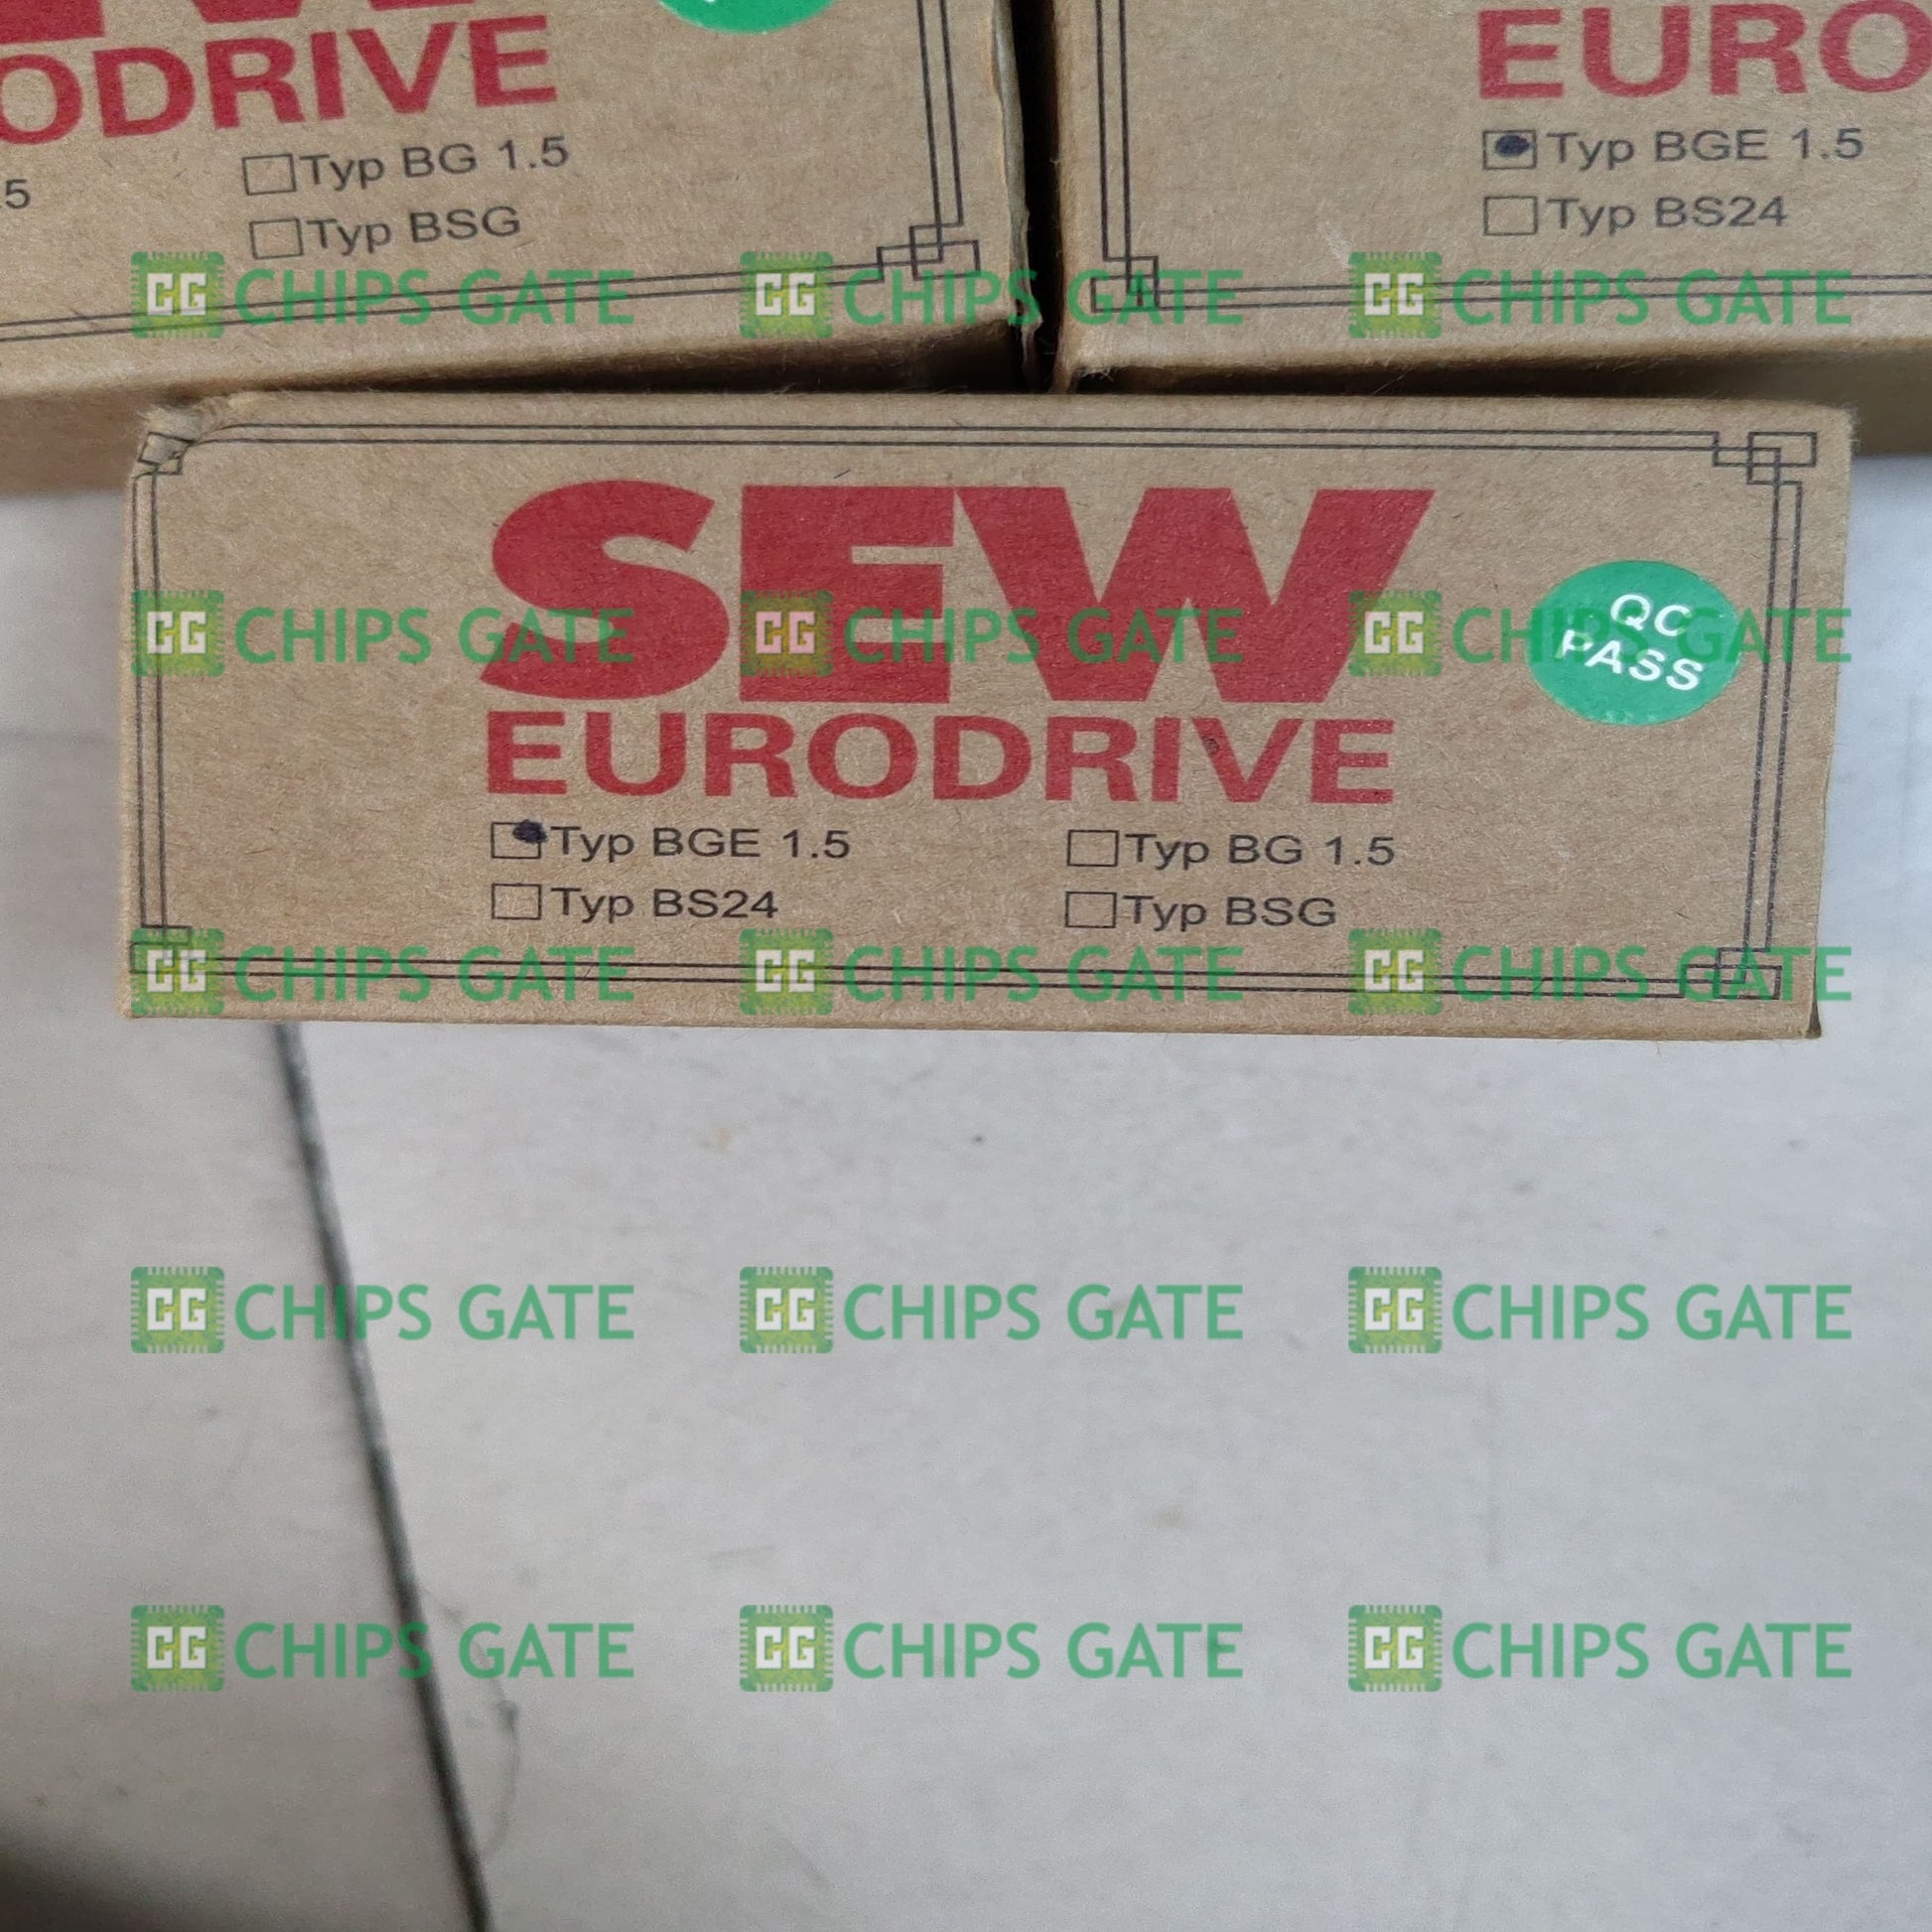 ODRIVE
Typ BG 1.5
.5
Typ BSG
EURO
Typ BGE 1.5
Typ BS24
CG CHIPS GATE CG CHIPS GATE CG CHIPS GATE
SEW
EURODRIVE
QC
PASS
CG CHIPS GATE CG CHIPS GATE CG CHIPS GATE
Typ BGE 1.5 Typ BG 1.5
Typ BS24 Typ BSG
CG CHIPS GATE CG CHIPS GATE CG CHIPS GATE
CG CHIPS GATE CG CHIPS GATE CG CHIPS GATE
CG CHIPS GATE CG CHIPS GATE CG CHIPS GATE